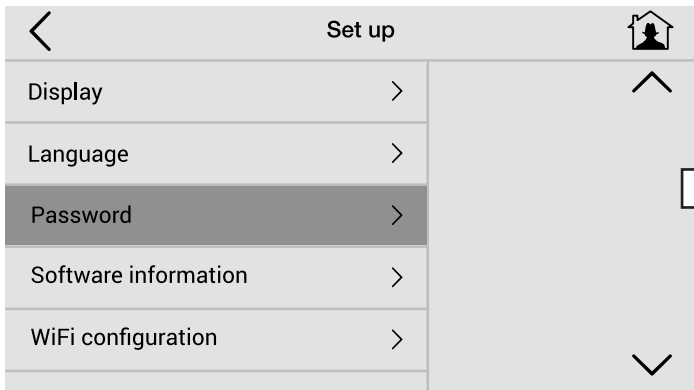 Set up
Display
Language
Password
Software information
WiFi configuration